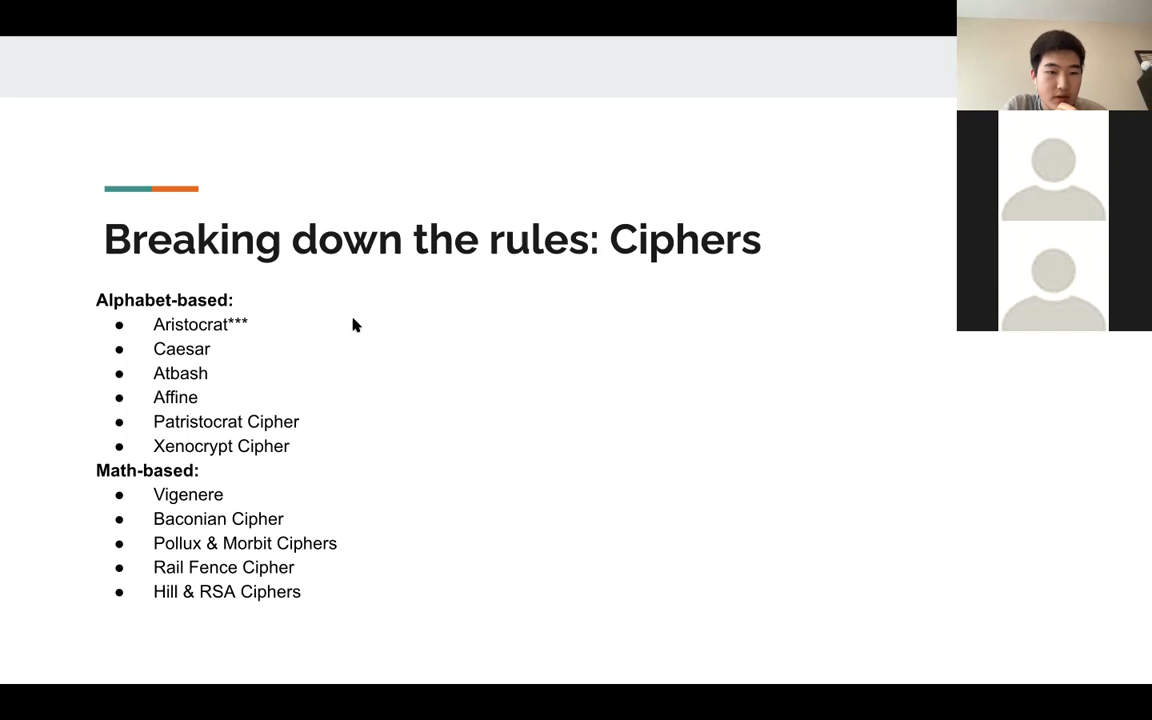 Breaking down the rules: Ciphers
Alphabet-based:
● Aristocrat***
● Caesar
● Atbash
● Affine
● Patristocrat Cipher
● Xenocrypt Cipher
Math-based:
● Vigenere
● Baconian Cipher
● Pollux & Morbit Ciphers
● Rail Fence Cipher
● Hill & RSA Ciphers